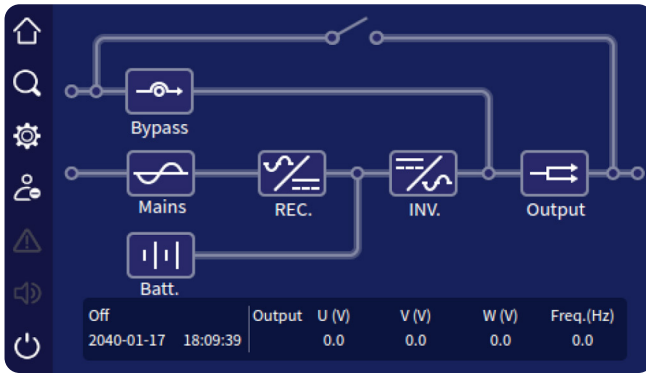 Bypass
Mains
REC.
INV.
Output
Batt.
Off Output U (V) V (V) W (V) Freq.(Hz)
2040-01-17 18:09:39 0.0 0.0 0.0 0.0